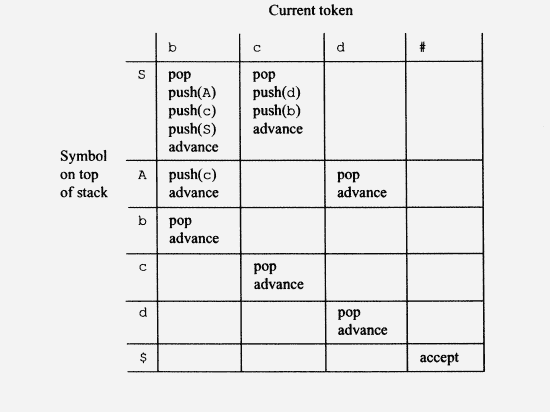 Current token
b c d #
S pop pop
push(A) push(d)
push(c) push(b)
push(S) advance
advance
Symbol
on top
of stack
A push(c) pop
advance advance
b pop
advance
c pop
advance
d pop
advance
$ accept